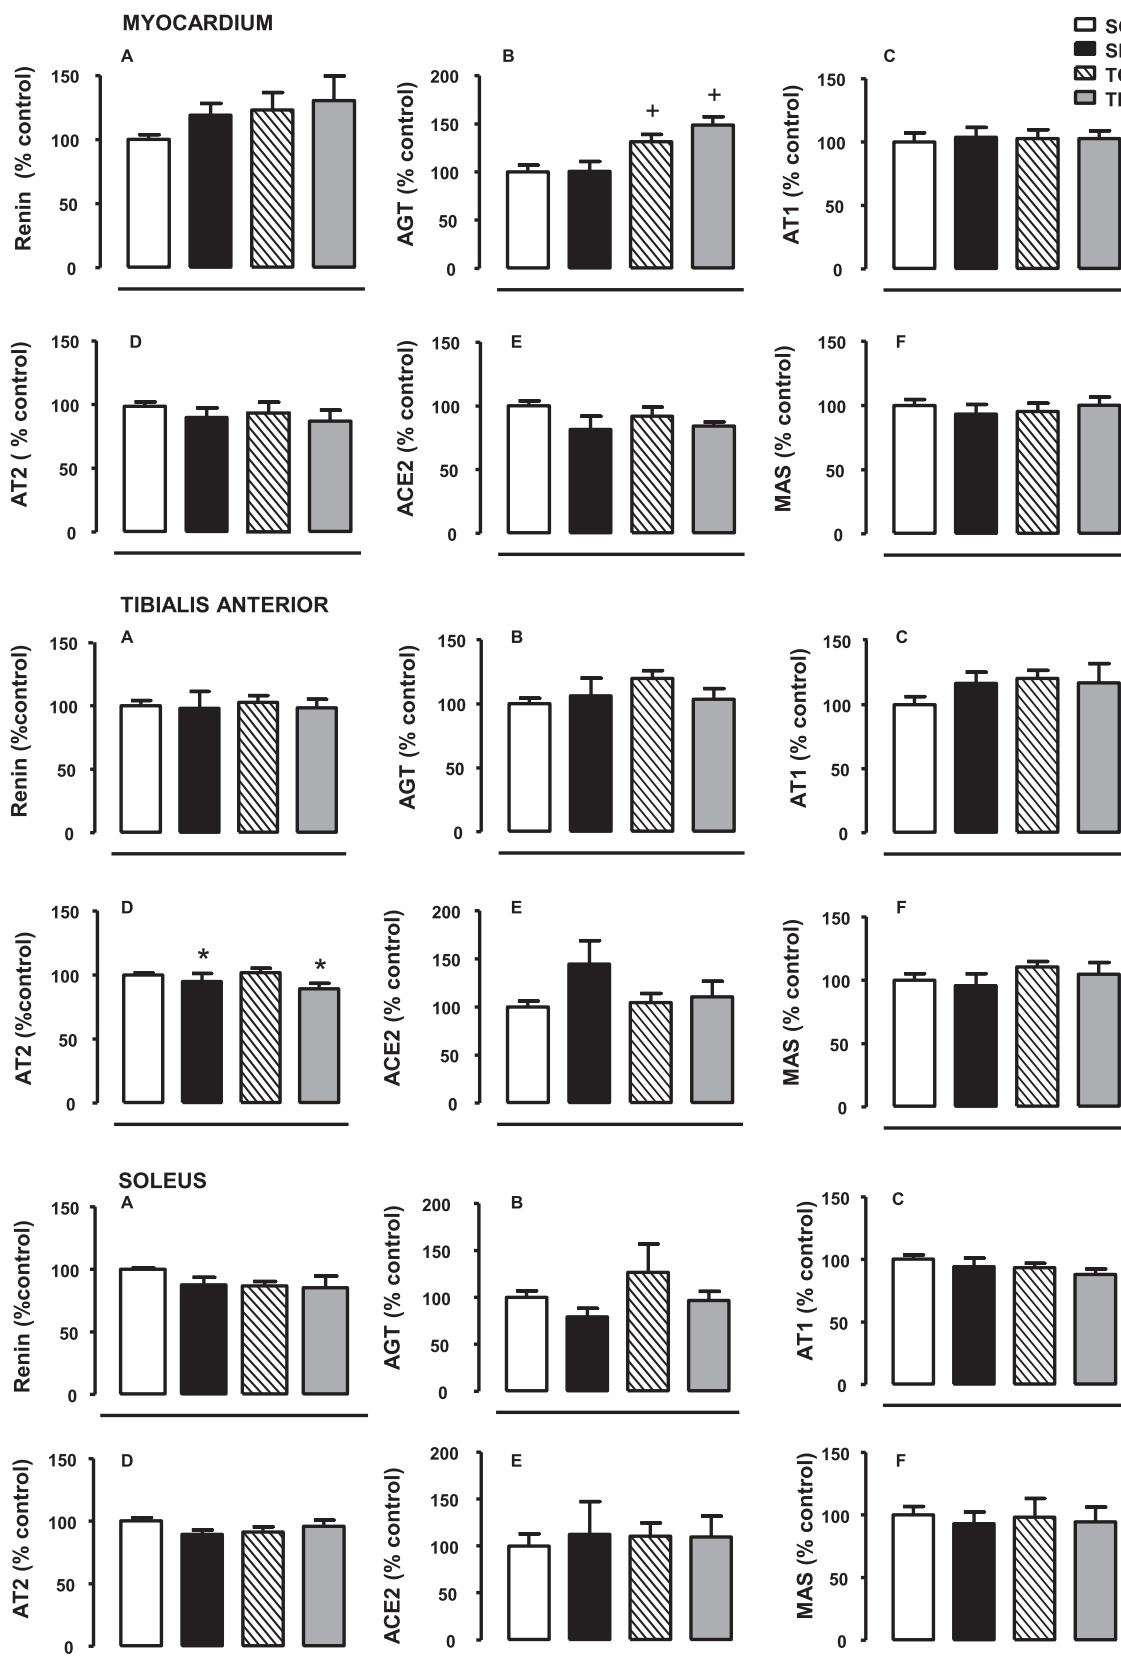 MYOCARDIUM
A
Renin (% control)
150
100
50
0
B
AGT (% control)
200
150
100
50
0
+
+
C
AT1 (% control)
150
100
50
0
D
AT2 ( % control)
150
100
50
0
E
ACE2 (% control)
200
150
100
50
0
F
MAS (% control)
150
100
50
0
TIBIALIS ANTERIOR
A
Renin (%control)
150
100
50
0
B
AGT (% control)
150
100
50
0
C
AT1 (% control)
150
100
50
0
D
AT2 (%control)
150
100
50
0
*
*
E
ACE2 (% control)
200
150
100
50
0
F
MAS (% control)
150
100
50
0
SOLEUS
A
Renin (%control)
150
100
50
0
B
AGT (% control)
200
150
100
50
0
C
AT1 (% control)
150
100
50
0
D
AT2 (% control)
150
100
50
0
E
ACE2 (% control)
200
150
100
50
0
F
MAS (% control)
150
100
50
0